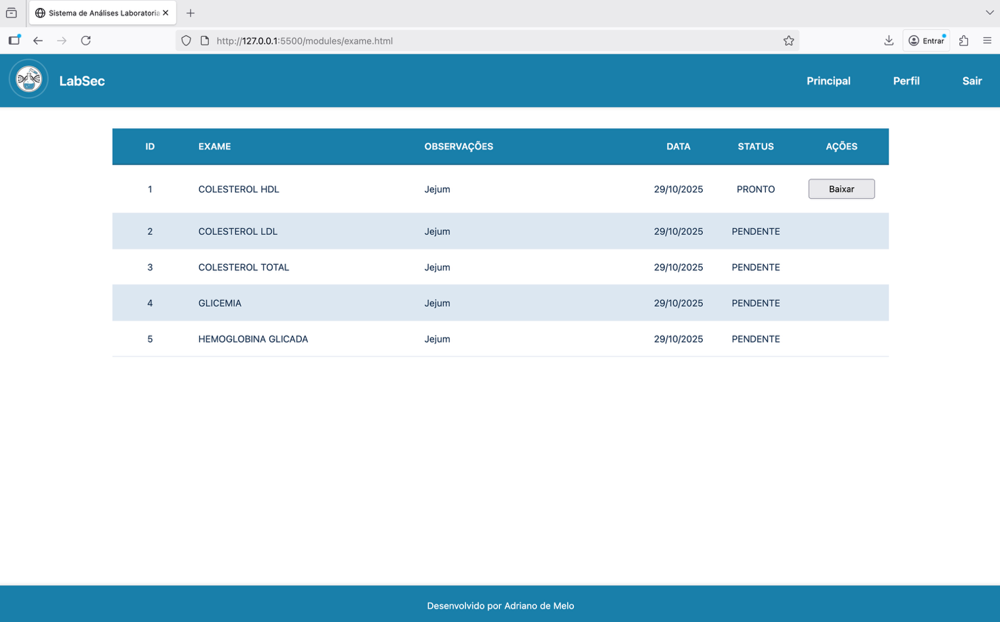 Sistema de Análises Laboratoria
http://127.0.0.1:5500/modules/exame.html
Entrar
LabSec
Principal Perfil Sair
ID EXAME OBSERVAÇÕES DATA STATUS AÇÕES
1 COLESTEROL HDL Jejum 29/10/2025 PRONTO Baixar
2 COLESTEROL LDL Jejum 29/10/2025 PENDENTE
3 COLESTEROL TOTAL Jejum 29/10/2025 PENDENTE
4 GLICEMIA Jejum 29/10/2025 PENDENTE
5 HEMOGLOBINA GLICADA Jejum 29/10/2025 PENDENTE
Desenvolvido por Adriano de Melo